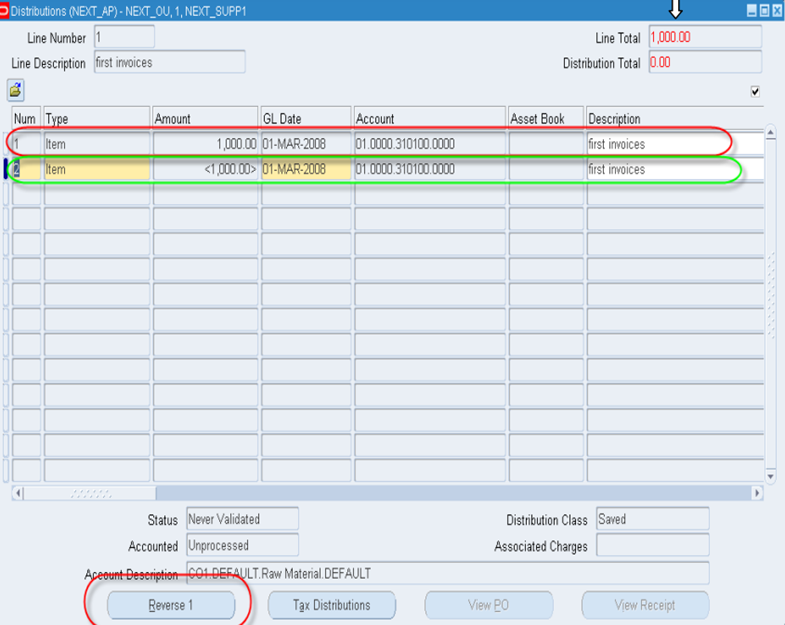 Distributions (NEXT_AP) - NEXT_OU, 1, NEXT_SUPP1
Line Number 1 Line Total 1,000.00
Line Description first invoices Distribution Total 0.00
Num Type Amount GL Date Account Asset Book Description
1 Item 1,000.00 01-MAR-2008 01.0000.310100.0000 first invoices
2 Item <1,000.00> 01-MAR-2008 01.0000.310100.0000 first invoices
Status Never Validated Distribution Class Saved
Accounted Unprocessed Associated Charges
Account Description CO1.DEFAULT.Raw Material.DEFAULT
Reverse 1 Tax Distributions View PO View Receipt